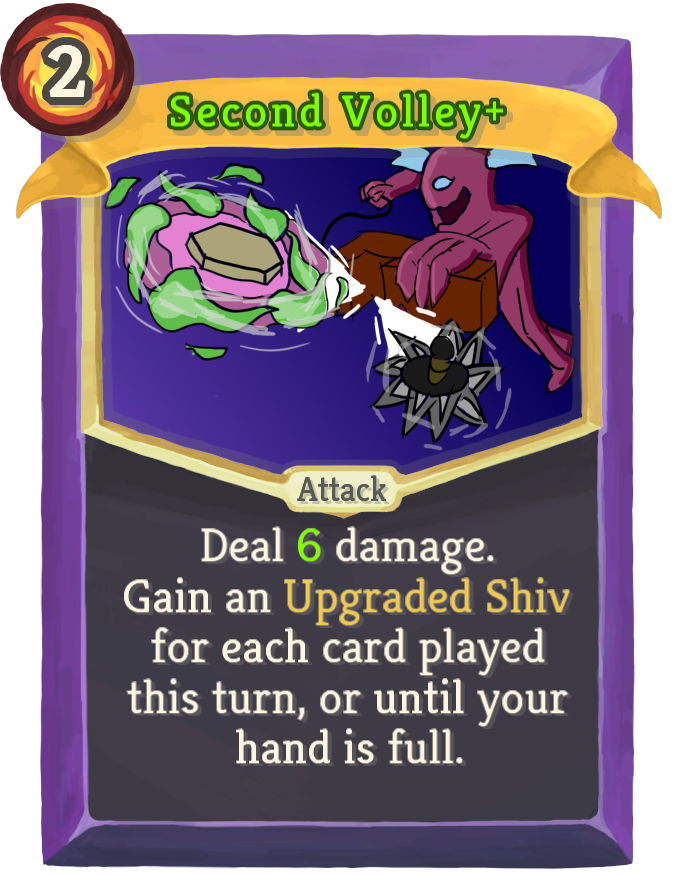 2
Second Volley+
Attack
Deal 6 damage.
Gain an Upgraded Shiv
for each card played
this turn, or until your
hand is full.